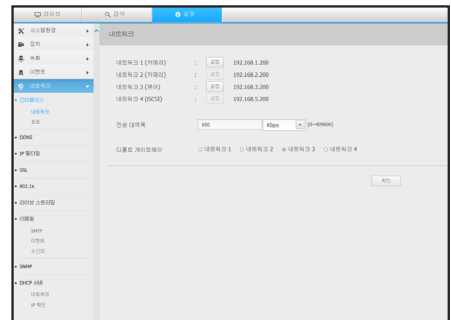 라이브
검색
설정
시스템환경
장치
녹화
이벤트
네트워크
인터페이스
네트워크
포트
DDNS
IP 필터링
SSL
802.1x
라이브 스트리밍
이메일
SMTP
이벤트
수신자
SNMP
DHCP 서버
네트워크
IP 확인
네트워크
네트워크 1 (카메라) : 설정 192.168.1.200
네트워크 2 (카메라) : 설정 192.168.2.200
네트워크 3 (뷰어) : 설정 192.168.3.200
네트워크 4 (iSCSI) : 설정 192.168.5.200
전송 대역폭 600 Kbps (0~409600)
디폴트 게이트웨이 네트워크 1 네트워크 2 네트워크 3 네트워크 4
확인